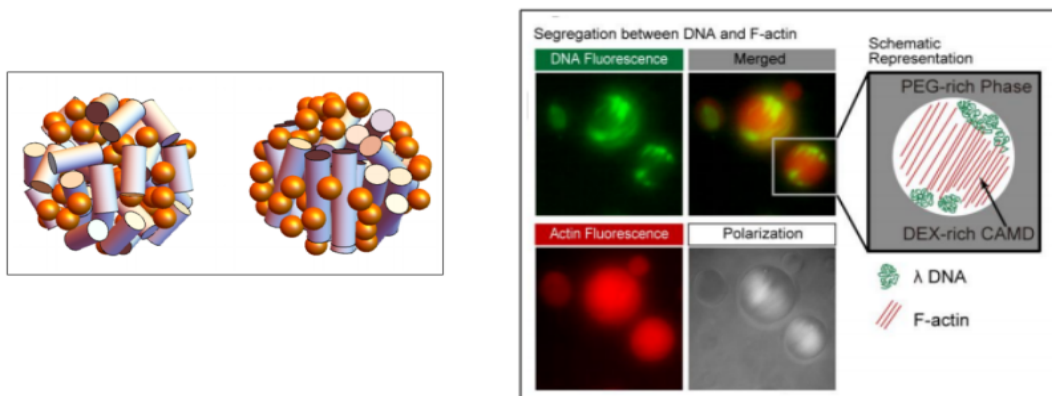 Segregation between DNA and F-actin
DNA Fluorescence
Merged
Schematic
Representation
PEG-rich Phase
DEX-rich CAMD
Actin Fluorescence
Polarization
λ DNA
F-actin